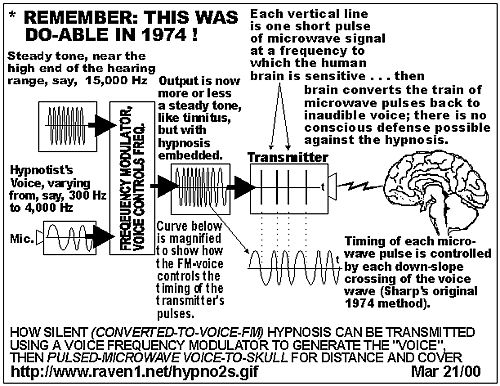 * REMEMBER: THIS WAS
DO-ABLE IN 1974 !
Steady tone, near the
high end of the hearing
range, say, 15,000 Hz
Hypnotist's
Voice, varying
from, say, 300 Hz
to 4,000 Hz
Mic.
FREQUENCY MODULATOR,
VOICE CONTROLS FREQ.
Output is now
more or less
a steady tone,
like tinnitus,
but with
hypnosis
embedded.
Each vertical line
is one short pulse
of microwave signal
at a frequency to
which the human
brain is sensitive . . . then
brain converts the train of
microwave pulses back to
inaudible voice; there is no
conscious defense possible
against the hypnosis.
Transmitter
t
t
Curve below
is magnified
to show how
the FM-voice
controls the
timing of the
transmitter's
pulses.
Timing of each micro-
wave pulse is controlled
by each down-slope
crossing of the voice
wave (Sharp's original
1974 method).
HOW SILENT (CONVERTED-TO-VOICE-FM) HYPNOSIS CAN BE TRANSMITTED
USING A VOICE FREQUENCY MODULATOR TO GENERATE THE "VOICE",
THEN PULSED-MICROWAVE VOICE-TO-SKULL FOR DISTANCE AND COVER
http://www.raven1.net/hypno2s.gif Mar 21/00